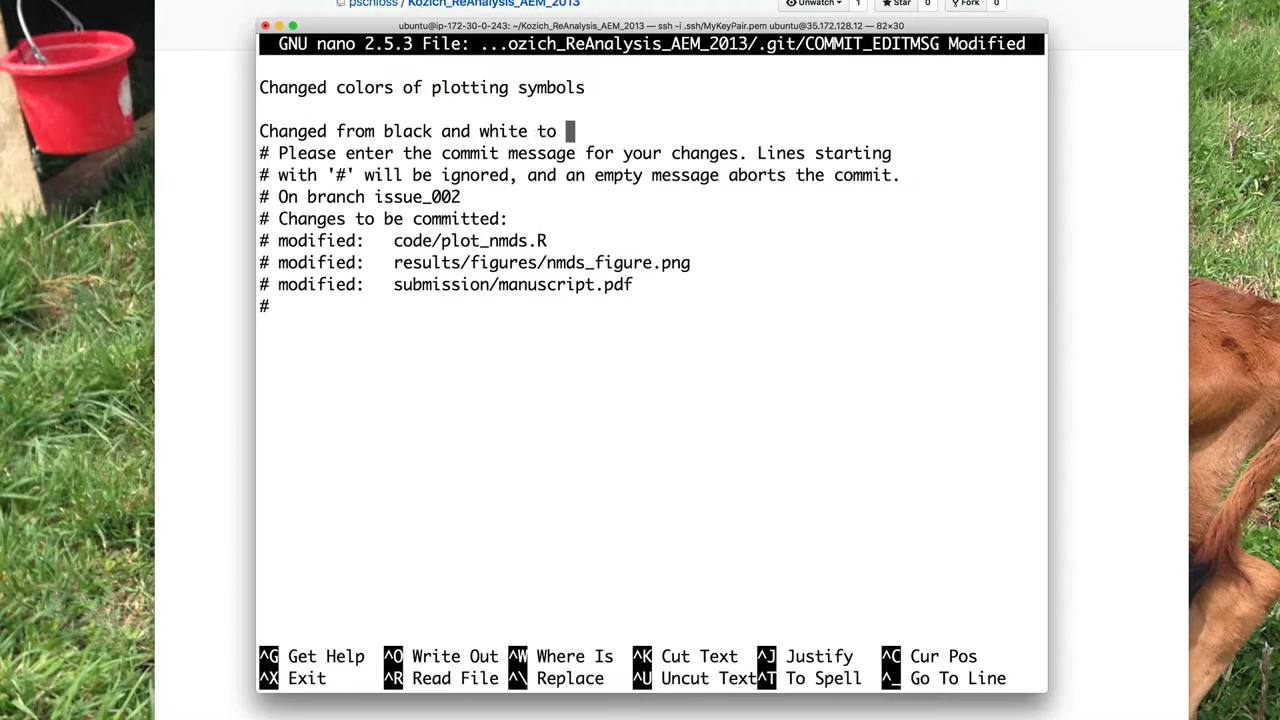 pschloss / Kozich_ReAnalysis_AEM_2013
Unwatch 1 Star 0 Fork 0
ubuntu@ip-172-30-0-243: ~/Kozich_ReAnalysis_AEM_2013 — ssh -i .ssh/MyKeyPair.pem ubuntu@35.172.128.12 — 82×30
GNU nano 2.5.3 File: ...ozich_ReAnalysis_AEM_2013/.git/COMMIT_EDITMSG Modified
Changed colors of plotting symbols
Changed from black and white to
# Please enter the commit message for your changes. Lines starting
# with '#' will be ignored, and an empty message aborts the commit.
# On branch issue_002
# Changes to be committed:
# modified: code/plot_nmds.R
# modified: results/figures/nmds_figure.png
# modified: submission/manuscript.pdf
#
^G Get Help ^O Write Out ^W Where Is ^K Cut Text ^J Justify ^C Cur Pos
^X Exit ^R Read File ^\ Replace ^U Uncut Text ^T To Spell ^_ Go To Line